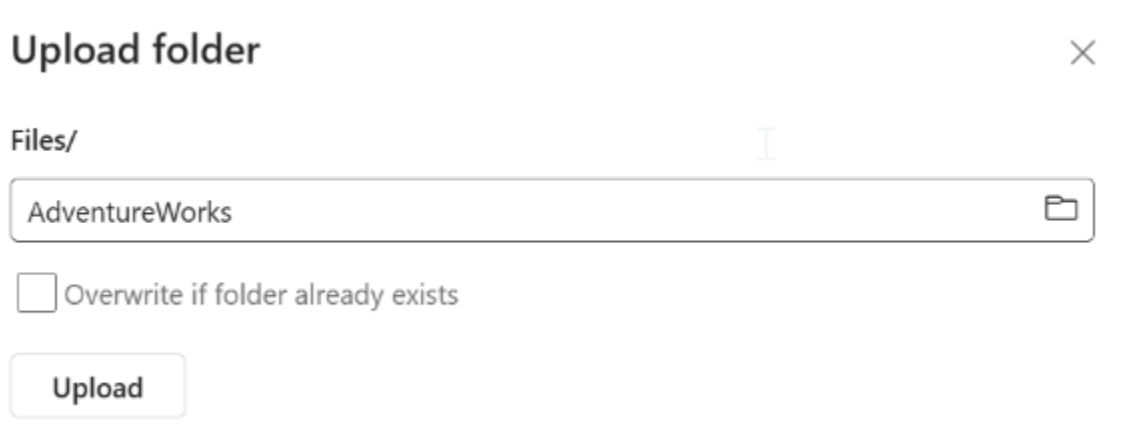 Upload folder
Files/
AdventureWorks
Overwrite if folder already exists
Upload